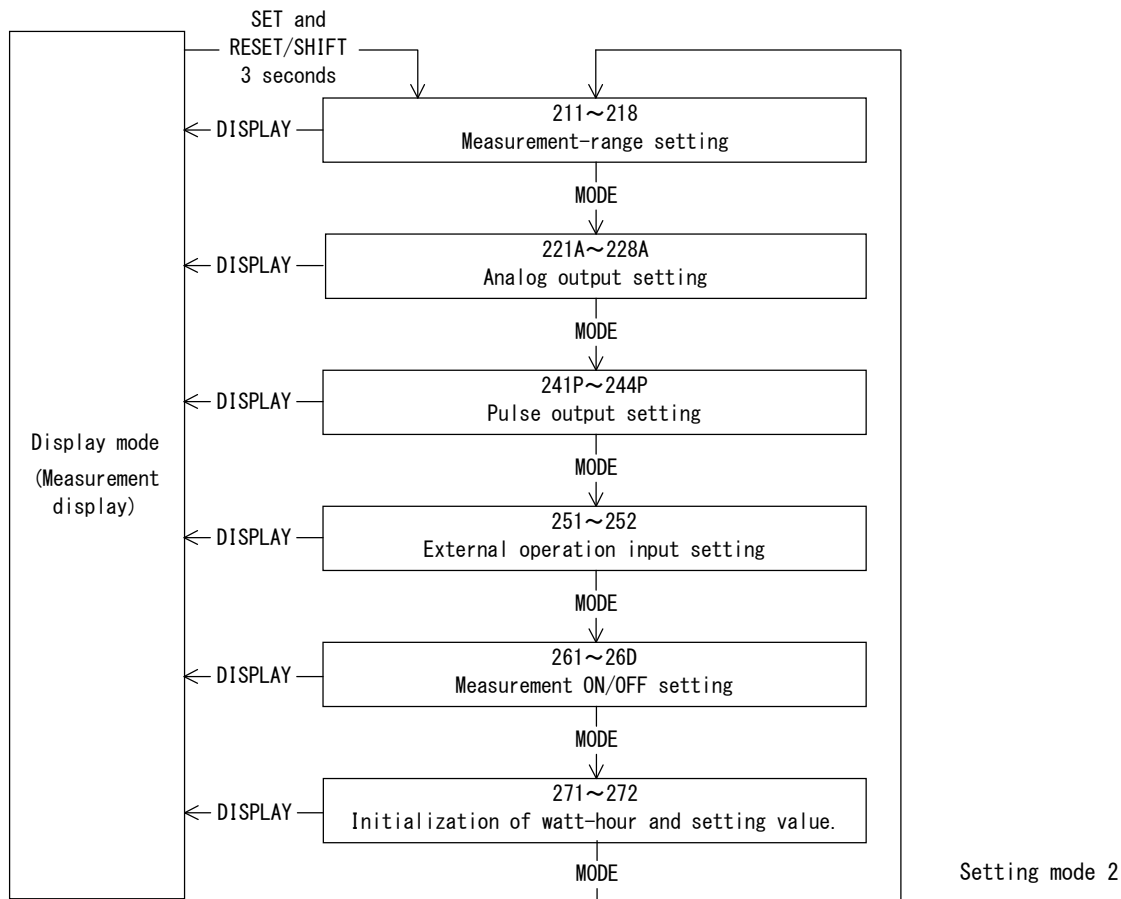 SET and
RESET/SHIFT
3 seconds
211～218
Measurement-range setting
DISPLAY
MODE
221A～228A
Analog output setting
DISPLAY
MODE
241P～244P
Pulse output setting
DISPLAY
Display mode
(Measurement
display)
MODE
251～252
External operation input setting
DISPLAY
MODE
261～26D
Measurement ON/OFF setting
DISPLAY
MODE
271～272
Initialization of watt-hour and setting value.
DISPLAY
MODE
Setting mode 2